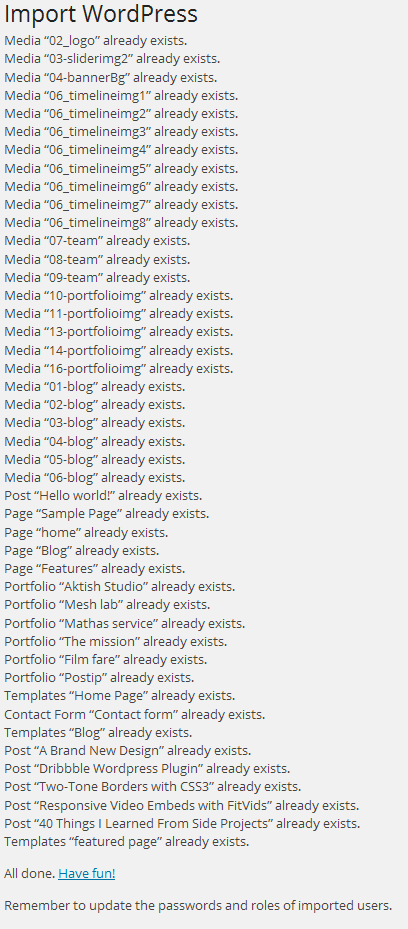 Import WordPress
Media “02_logo” already exists.
Media “03-sliderimg2” already exists.
Media “04-bannerBg” already exists.
Media “06_timelineimg1” already exists.
Media “06_timelineimg2” already exists.
Media “06_timelineimg3” already exists.
Media “06_timelineimg4” already exists.
Media “06_timelineimg5” already exists.
Media “06_timelineimg6” already exists.
Media “06_timelineimg7” already exists.
Media “06_timelineimg8” already exists.
Media “07-team” already exists.
Media “08-team” already exists.
Media “09-team” already exists.
Media “10-portfolioimg” already exists.
Media “11-portfolioimg” already exists.
Media “13-portfolioimg” already exists.
Media “14-portfolioimg” already exists.
Media “16-portfolioimg” already exists.
Media “01-blog” already exists.
Media “02-blog” already exists.
Media “03-blog” already exists.
Media “04-blog” already exists.
Media “05-blog” already exists.
Media “06-blog” already exists.
Post “Hello world!” already exists.
Page “Sample Page” already exists.
Page “home” already exists.
Page “Blog” already exists.
Page “Features” already exists.
Portfolio “Aktish Studio” already exists.
Portfolio “Mesh lab” already exists.
Portfolio “Mathas service” already exists.
Portfolio “The mission” already exists.
Portfolio “Film fare” already exists.
Portfolio “Postip” already exists.
Templates “Home Page” already exists.
Contact Form “Contact form” already exists.
Templates “Blog” already exists.
Post “A Brand New Design” already exists.
Post “Dribbble Wordpress Plugin” already exists.
Post “Two-Tone Borders with CSS3” already exists.
Post “Responsive Video Embeds with FitVids” already exists.
Post “40 Things I Learned From Side Projects” already exists.
Templates “featured page” already exists.
All done. Have fun!
Remember to update the passwords and roles of imported users.